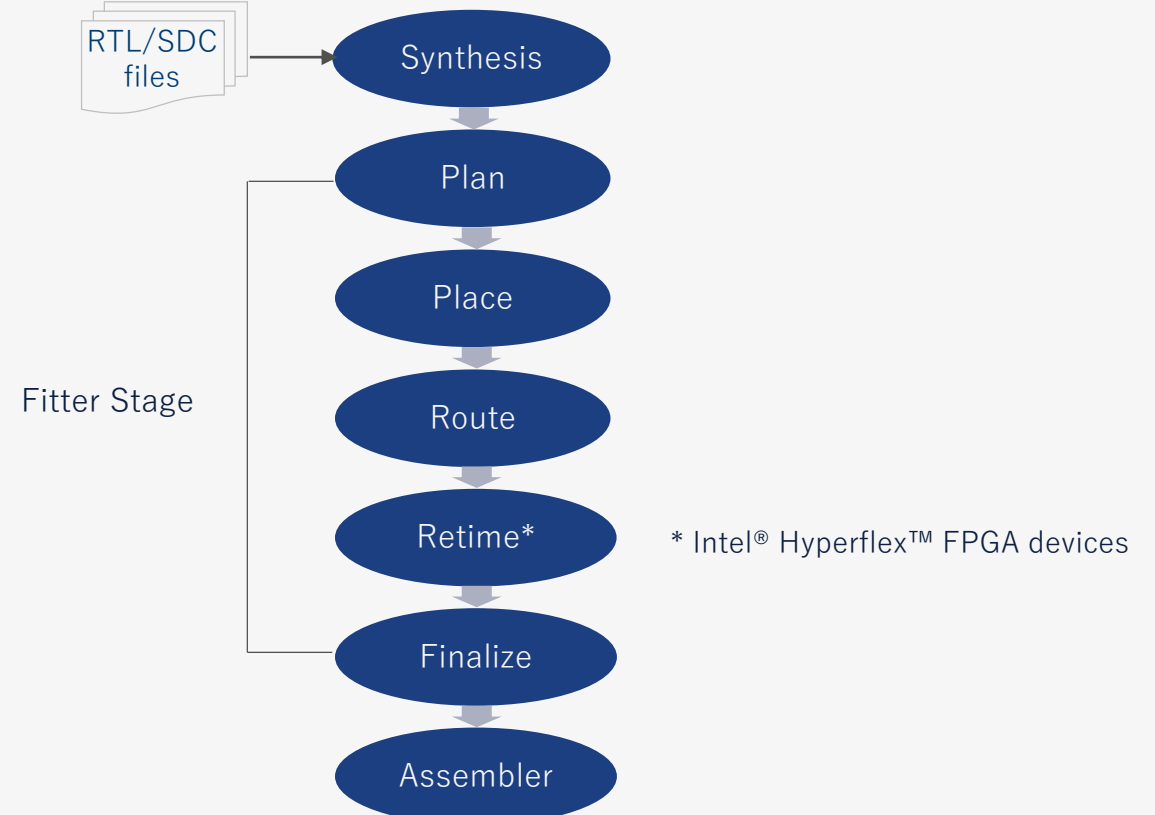 RTL/SDC
files
Synthesis
Plan
Place
Fitter Stage
Route
Retime*
* Intel® Hyperflex™ FPGA devices
Finalize
Assembler